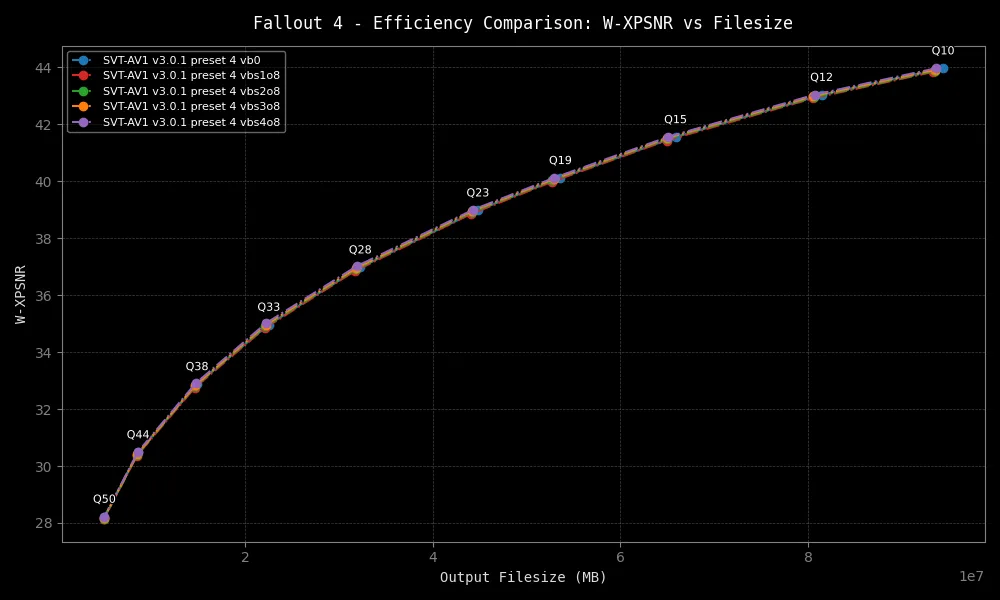 Fallout 4 - Efficiency Comparison: W-XPSNR vs Filesize
SVT-AV1 v3.0.1 preset 4 vb0
SVT-AV1 v3.0.1 preset 4 vbs1o8
SVT-AV1 v3.0.1 preset 4 vbs2o8
SVT-AV1 v3.0.1 preset 4 vbs3o8
SVT-AV1 v3.0.1 preset 4 vbs4o8
Q10
Q12
Q15
Q19
Q23
Q28
Q33
Q38
Q44
Q50
44
42
40
38
36
34
32
30
28
W-XPSNR
2 4 6 8
1e7
Output Filesize (MB)